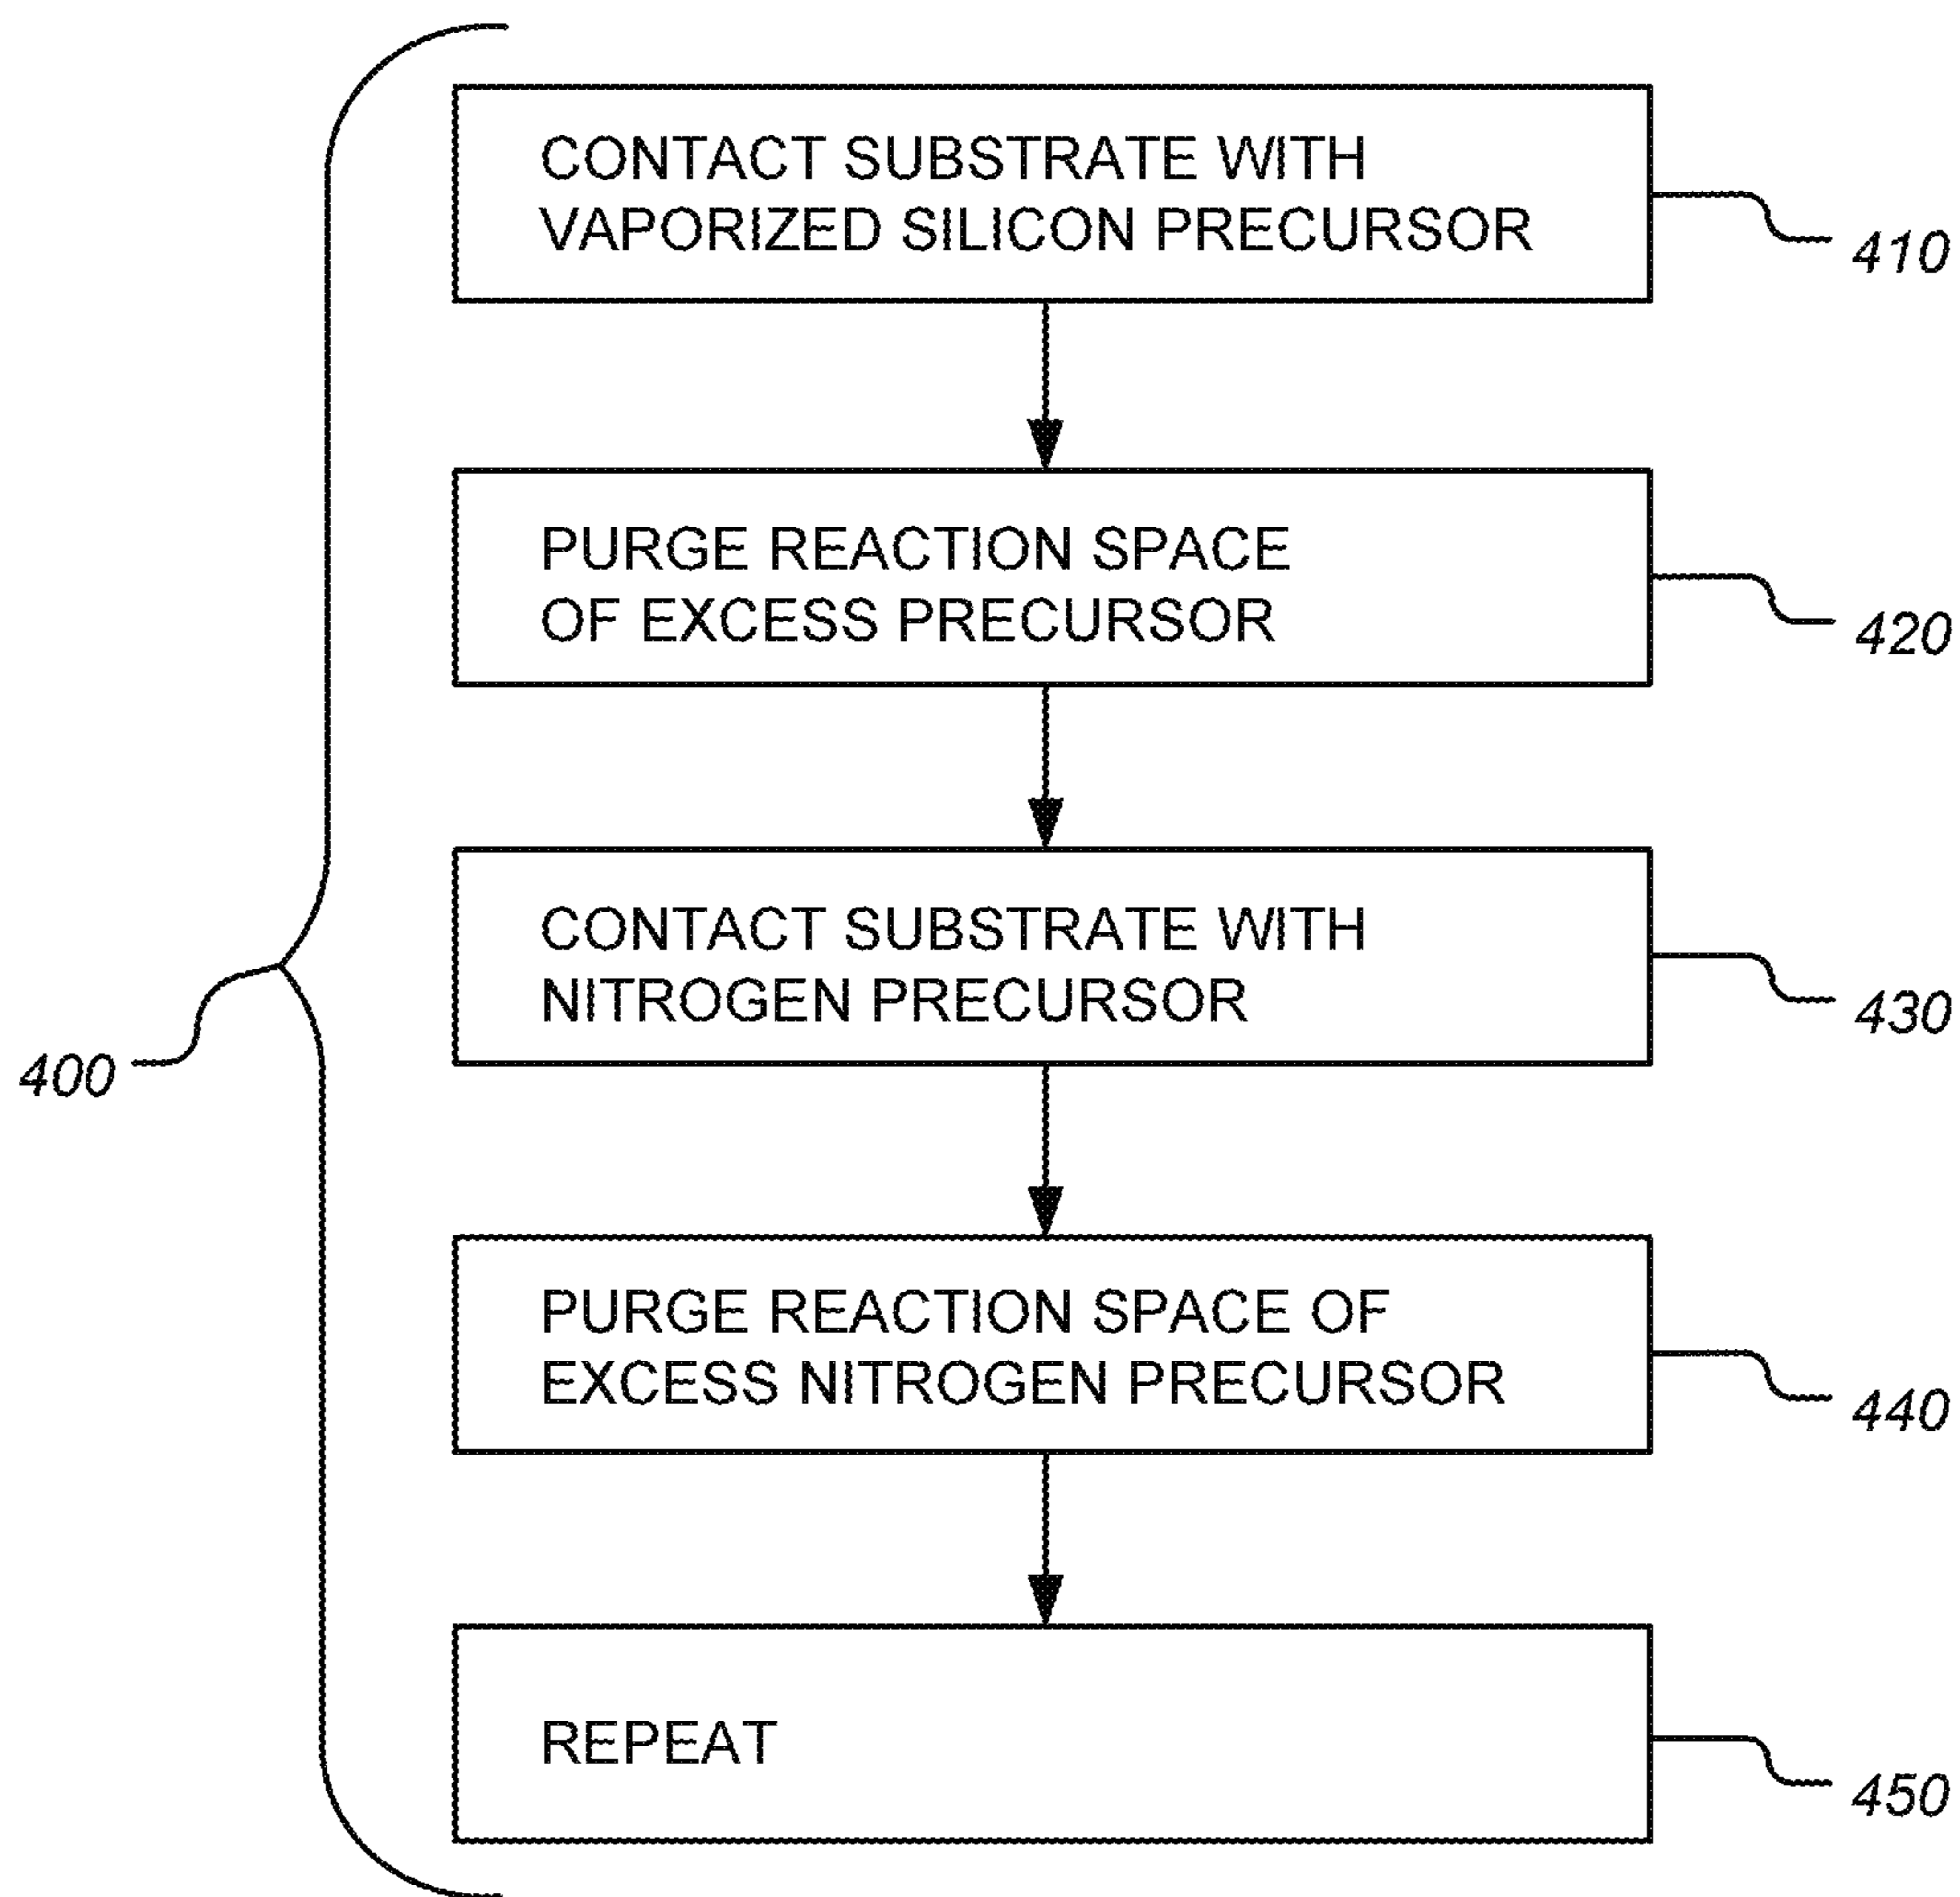 CONTACT SUBSTRATE WITH
VAPORIZED SILICON PRECURSOR
410
PURGE REACTION SPACE
OF EXCESS PRECURSOR
420
CONTACT SUBSTRATE WITH
NITROGEN PRECURSOR
430
400
PURGE REACTION SPACE OF
EXCESS NITROGEN PRECURSOR
440
REPEAT
450